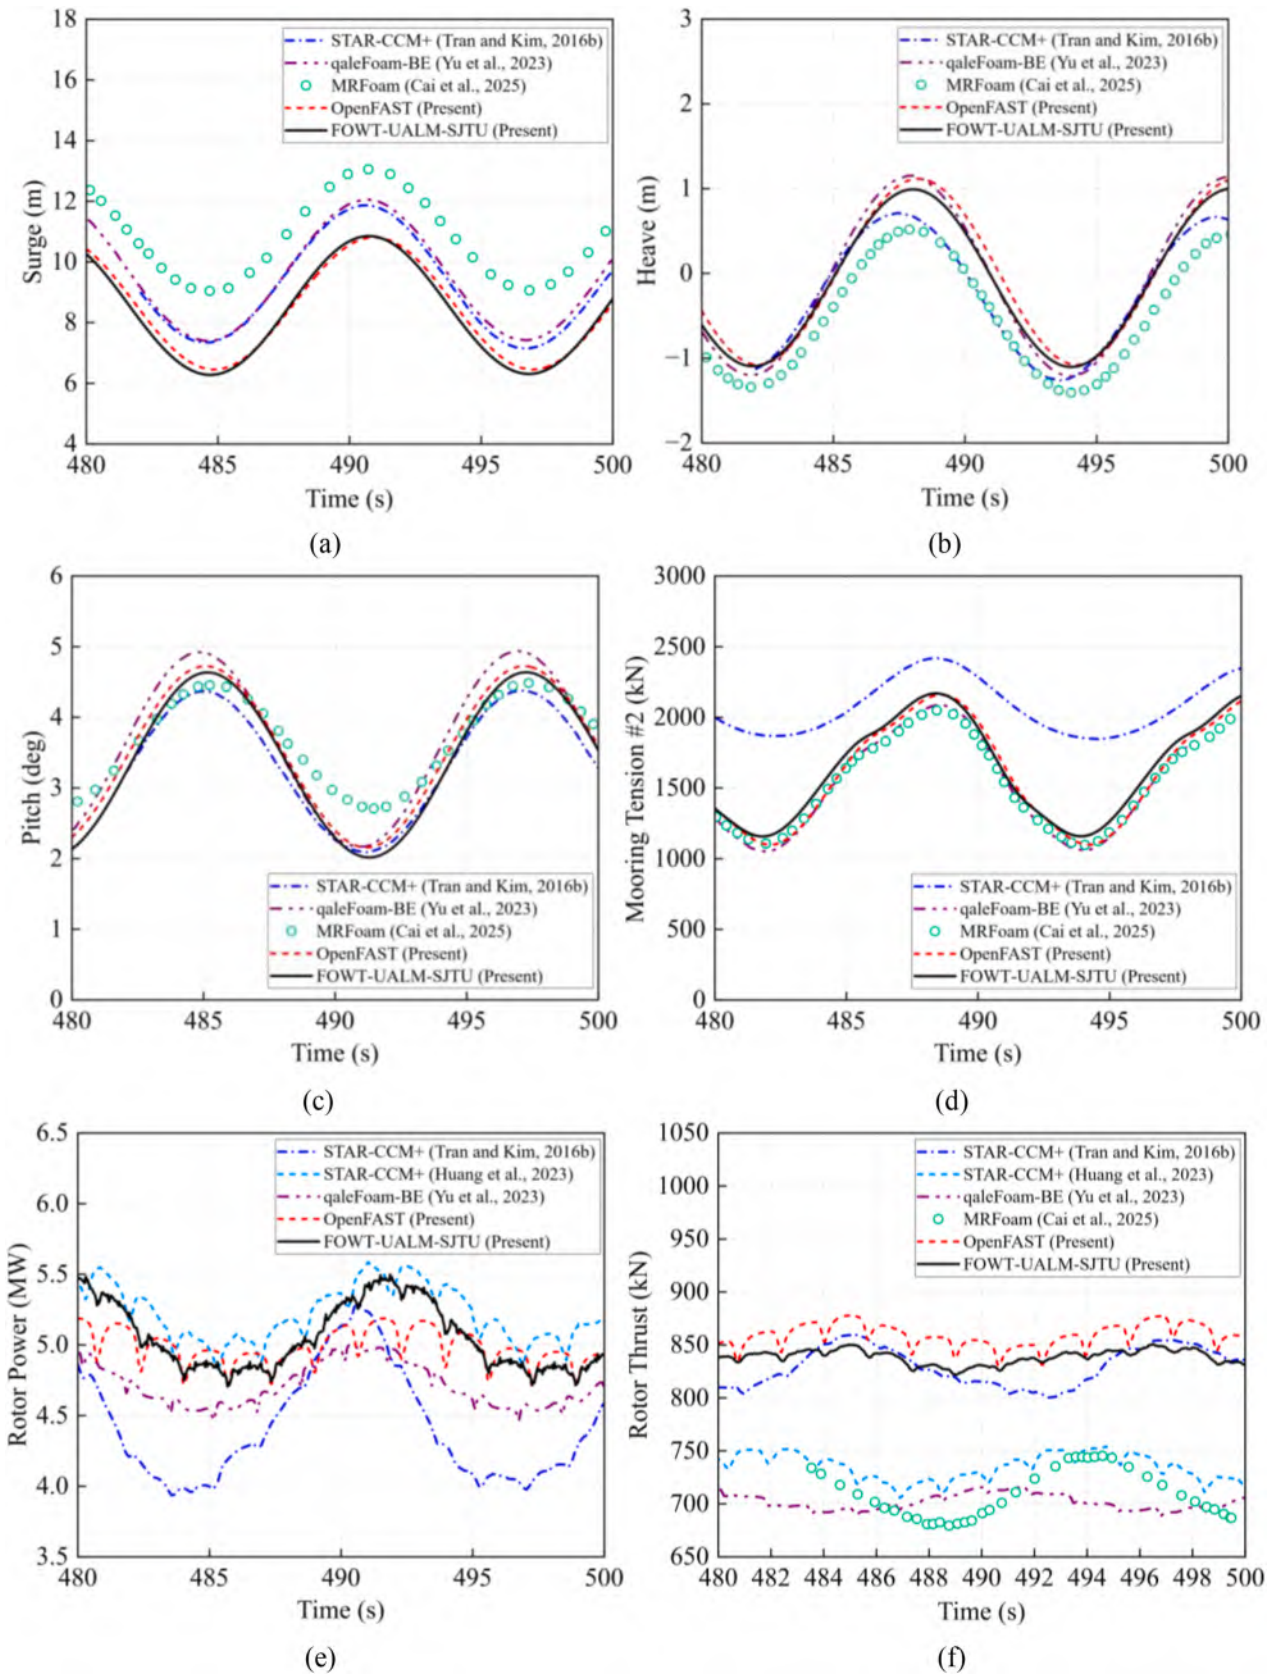 18
16
14
12
10
8
6
4
Surge (m)
STAR-CCM+ (Tran and Kim, 2016b)
qaleFoam-BE (Yu et al., 2023)
MRFoam (Cai et al., 2025)
OpenFAST (Present)
FOWT-UALM-SJTU (Present)
480 485 490 495 500
Time (s)
(a)
3
2
1
0
−1
−2
Heave (m)
STAR-CCM+ (Tran and Kim, 2016b)
qaleFoam-BE (Yu et al., 2023)
MRFoam (Cai et al., 2025)
OpenFAST (Present)
FOWT-UALM-SJTU (Present)
480 485 490 495 500
Time (s)
(b)
6
5
4
3
2
1
0
Pitch (deg)
STAR-CCM+ (Tran and Kim, 2016b)
qaleFoam-BE (Yu et al., 2023)
MRFoam (Cai et al., 2025)
OpenFAST (Present)
FOWT-UALM-SJTU (Present)
480 485 490 495 500
Time (s)
(c)
3000
2500
2000
1500
1000
500
0
Mooring Tension #2 (kN)
STAR-CCM+ (Tran and Kim, 2016b)
qaleFoam-BE (Yu et al., 2023)
MRFoam (Cai et al., 2025)
OpenFAST (Present)
FOWT-UALM-SJTU (Present)
480 485 490 495 500
Time (s)
(d)
6.5
6.0
5.5
5.0
4.5
4.0
3.5
Rotor Power (MW)
STAR-CCM+ (Tran and Kim, 2016b)
STAR-CCM+ (Huang et al., 2023)
qaleFoam-BE (Yu et al., 2023)
OpenFAST (Present)
FOWT-UALM-SJTU (Present)
480 485 490 495 500
Time (s)
(e)
1050
1000
950
900
850
800
750
700
650
Rotor Thrust (kN)
STAR-CCM+ (Tran and Kim, 2016b)
STAR-CCM+ (Huang et al., 2023)
qaleFoam-BE (Yu et al., 2023)
MRFoam (Cai et al., 2025)
OpenFAST (Present)
FOWT-UALM-SJTU (Present)
480 482 484 486 488 490 492 494 496 498 500
Time (s)
(f)